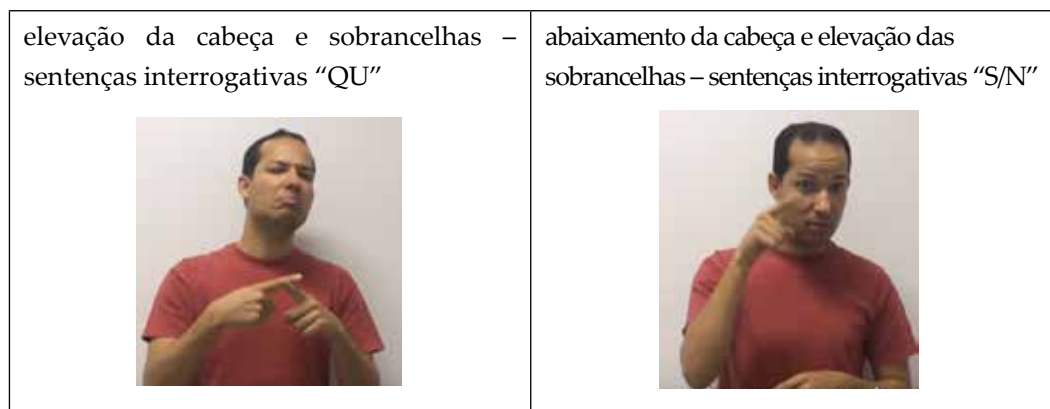 elevação da cabeça e sobrancelhas –
sentenças interrogativas “QU”
abaixamento da cabeça e elevação das
sobrancelhas – sentenças interrogativas “S/N”